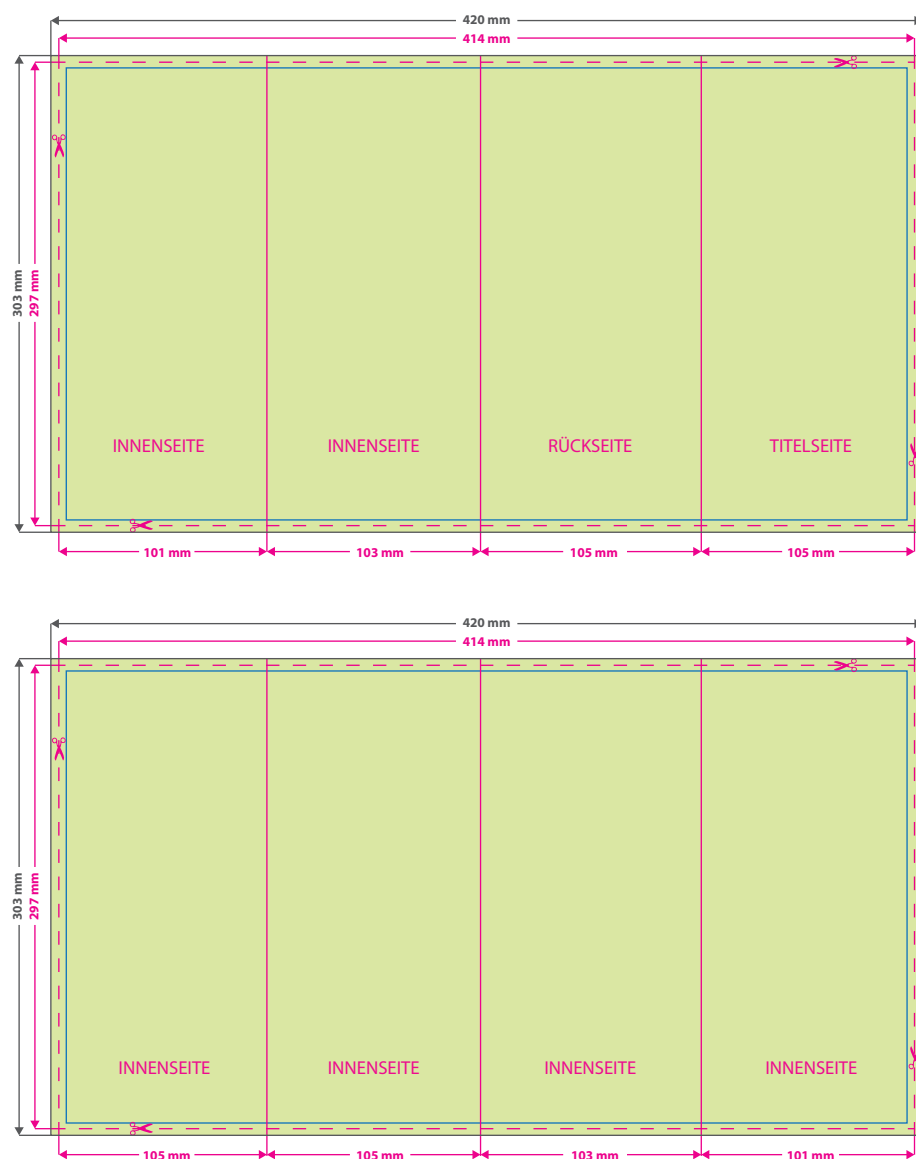 420 mm
414 mm
303 mm
297 mm
INNENSEITE INNENSEITE RÜCKSEITE TITELSEITE
101 mm 103 mm 105 mm 105 mm
420 mm
414 mm
303 mm
297 mm
INNENSEITE INNENSEITE INNENSEITE INNENSEITE
105 mm 105 mm 103 mm 101 mm